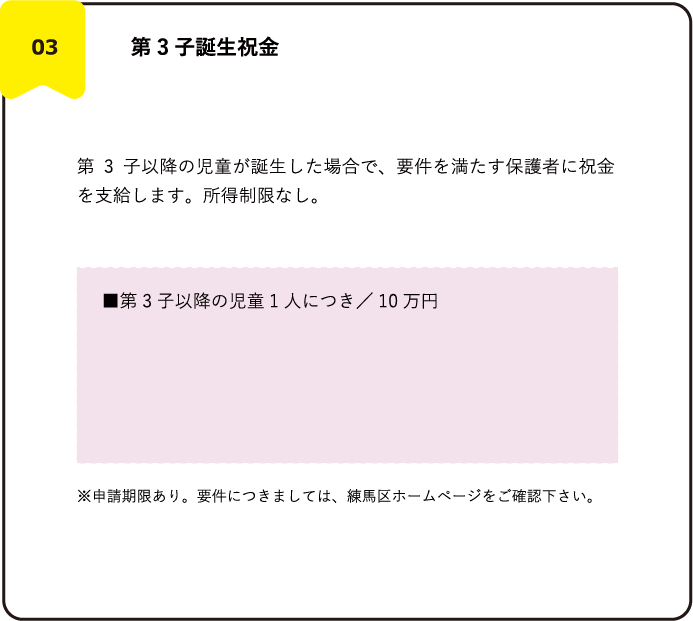 03
第3子誕生祝金
第3子以降の児童が誕生した場合で、要件を満たす保護者に祝金
を支給します。所得制限なし。
■第3子以降の児童1人につき／10万円
※申請期限あり。要件につきましては、練馬区ホームページをご確認下さい。